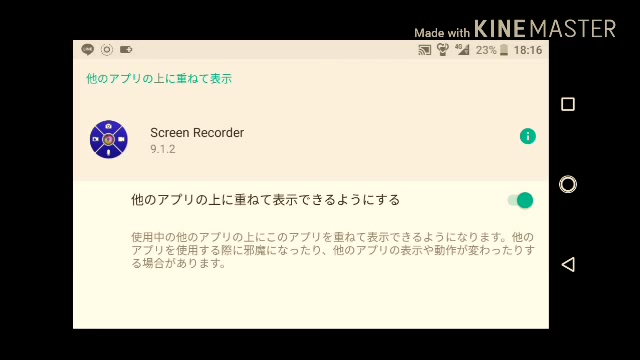 Made with KINEMASTER
LINE
4G 23% 18:16
他のアプリの上に重ねて表示
Screen Recorder
9.1.2
他のアプリの上に重ねて表示できるようにする
使用中の他のアプリの上にこのアプリを重ねて表示できるようになります。他の
アプリを使用する際に邪魔になったり、他のアプリの表示や動作が変わったりす
る場合があります。